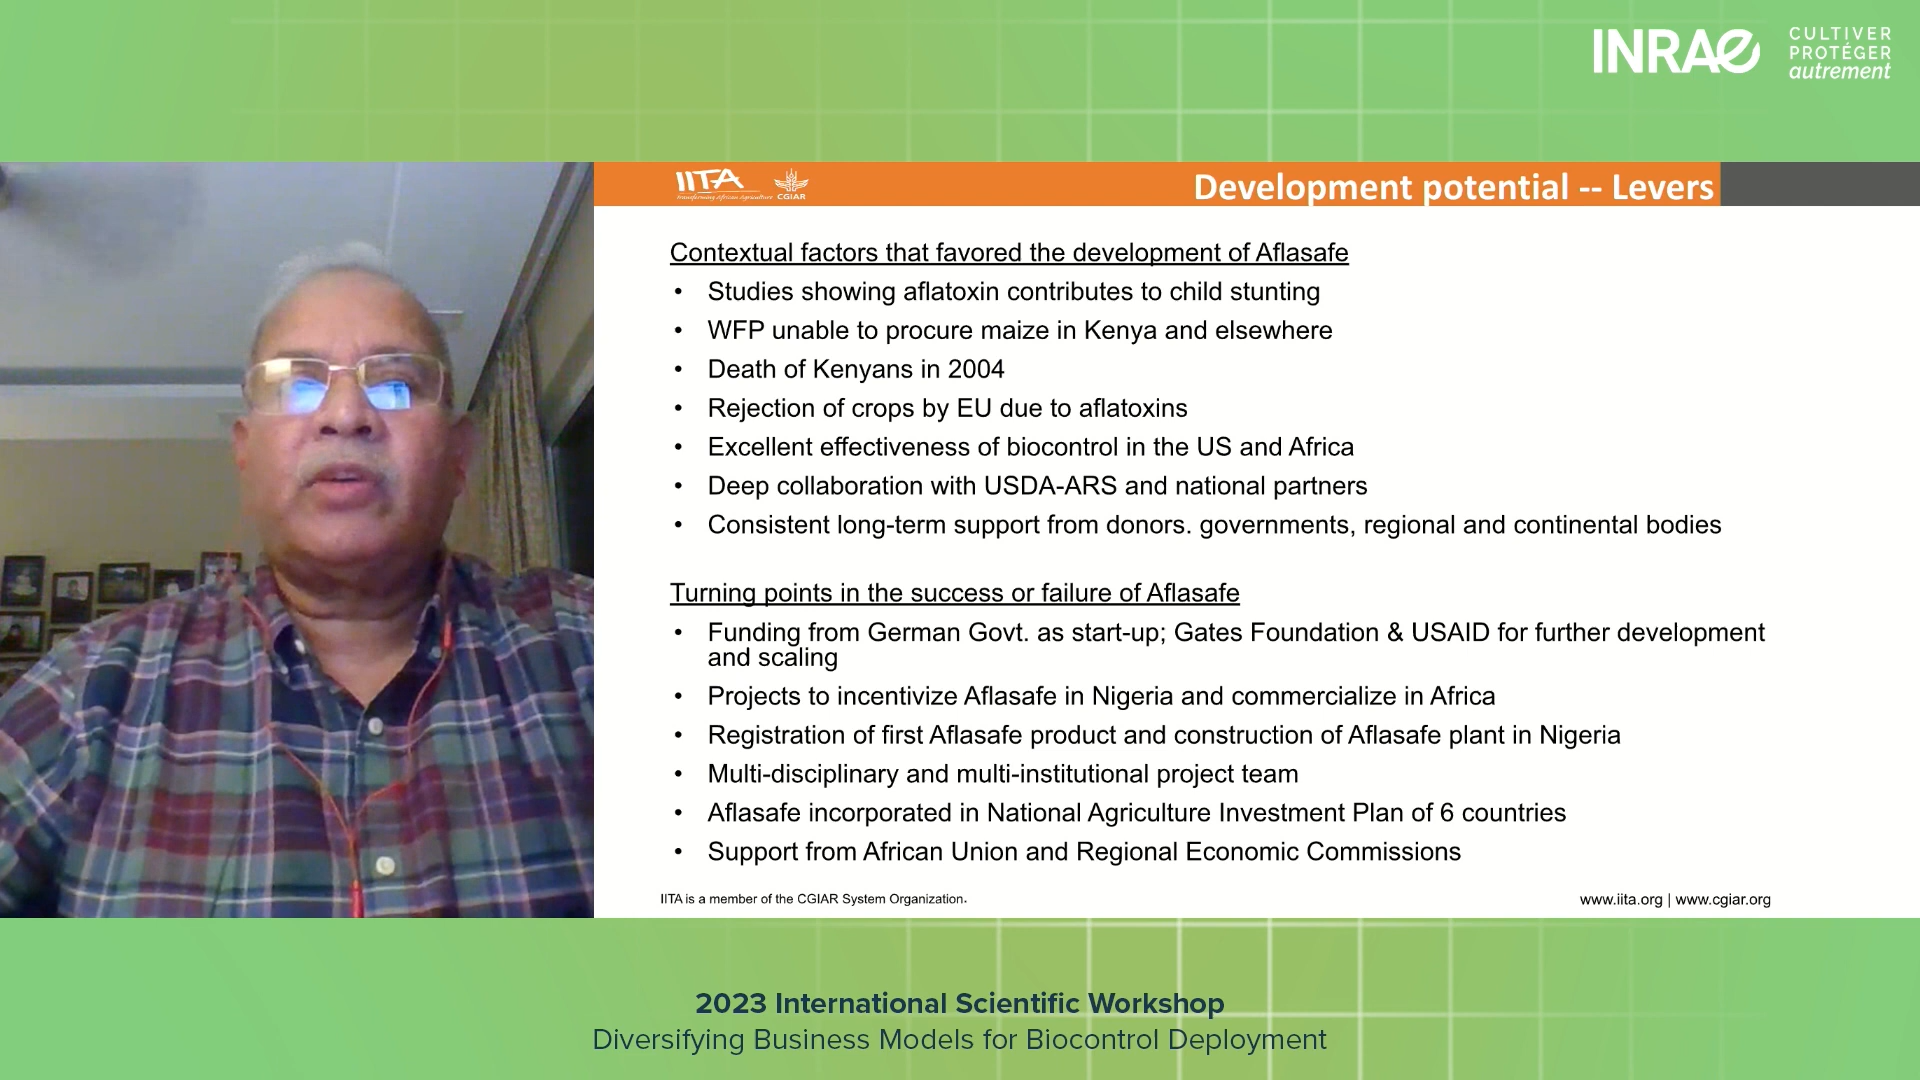 INRAE
CULTIVER
PROTÉGER
autrement
IITA
Transforming African Agriculture
CGIAR
Development potential -- Levers
Contextual factors that favored the development of Aflasafe
• Studies showing aflatoxin contributes to child stunting
• WFP unable to procure maize in Kenya and elsewhere
• Death of Kenyans in 2004
• Rejection of crops by EU due to aflatoxins
• Excellent effectiveness of biocontrol in the US and Africa
• Deep collaboration with USDA-ARS and national partners
• Consistent long-term support from donors. governments, regional and continental bodies
Turning points in the success or failure of Aflasafe
• Funding from German Govt. as start-up; Gates Foundation & USAID for further development
and scaling
• Projects to incentivize Aflasafe in Nigeria and commercialize in Africa
• Registration of first Aflasafe product and construction of Aflasafe plant in Nigeria
• Multi-disciplinary and multi-institutional project team
• Aflasafe incorporated in National Agriculture Investment Plan of 6 countries
• Support from African Union and Regional Economic Commissions
IITA is a member of the CGIAR System Organization.
www.iita.org | www.cgiar.org
2023 International Scientific Workshop
Diversifying Business Models for Biocontrol Deployment